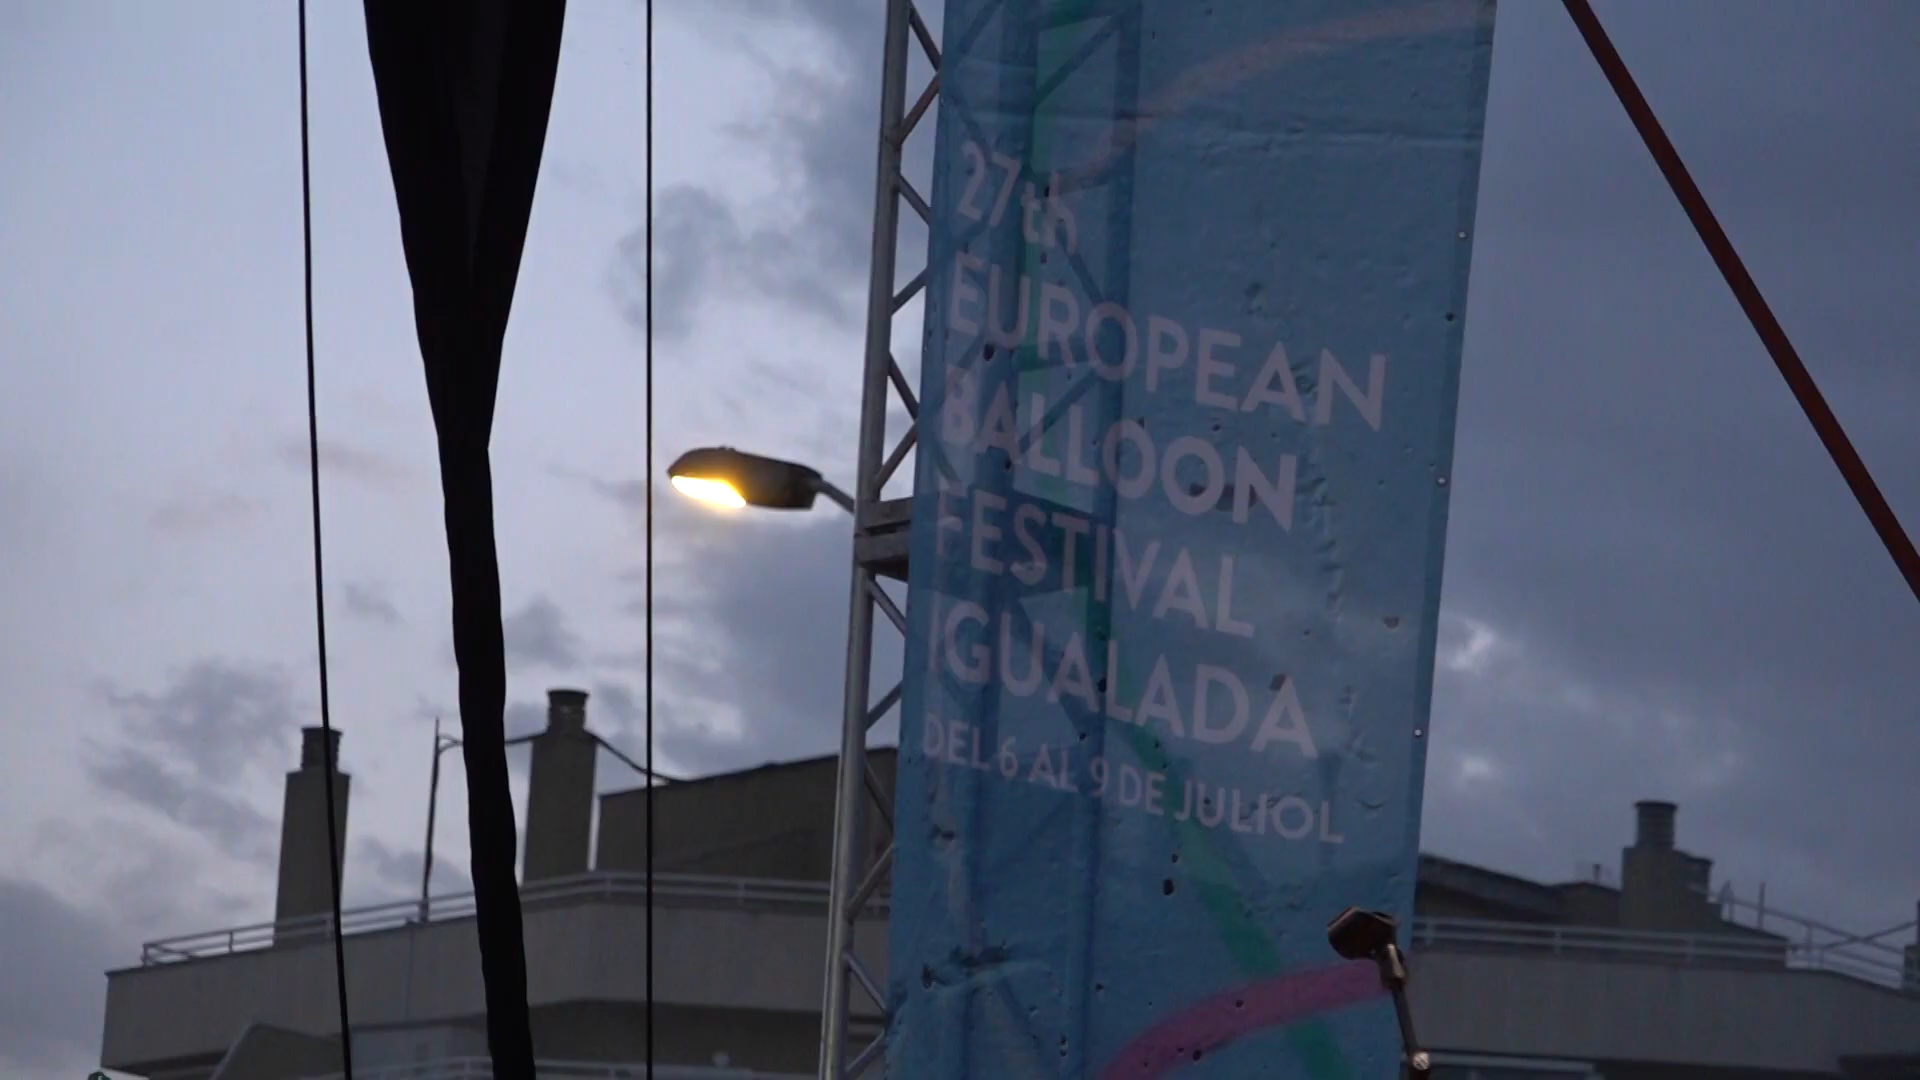 27th
EUROPEAN
BALLOON
FESTIVAL
IGUALADA
DEL 6 AL 9 DE JULIOL